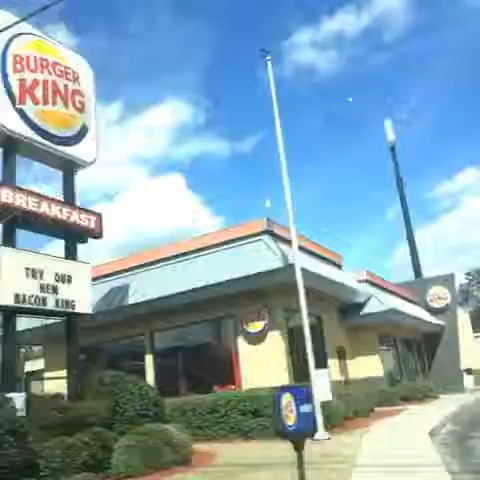 BURGER
KING
BREAKFAST
TRY OUR
NEW
BACON KING